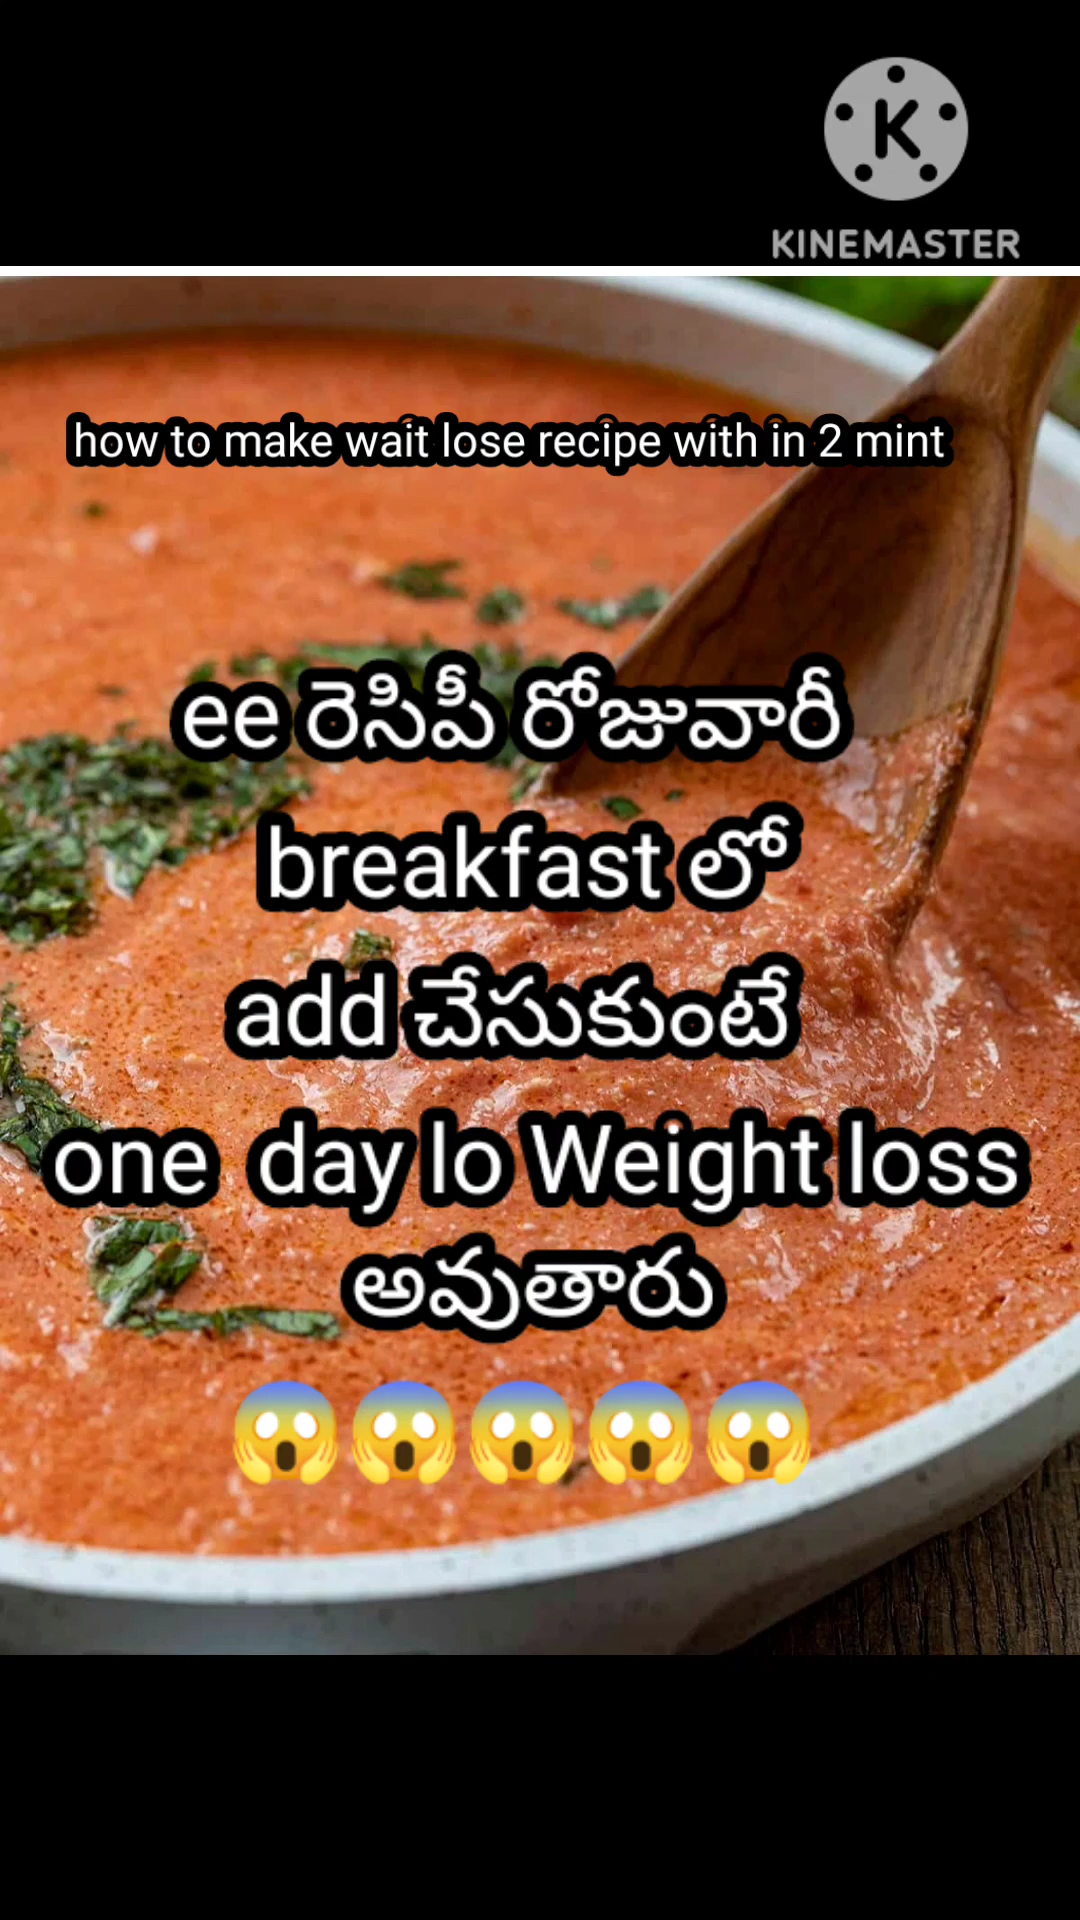 KINEMASTER
how to make wait lose recipe with in 2 mint
ee రెసిపీ రోజువారీ
breakfast లో
add చేసుకుంటే
one day lo Weight loss
అవుతారు
😱😱😱😱😱